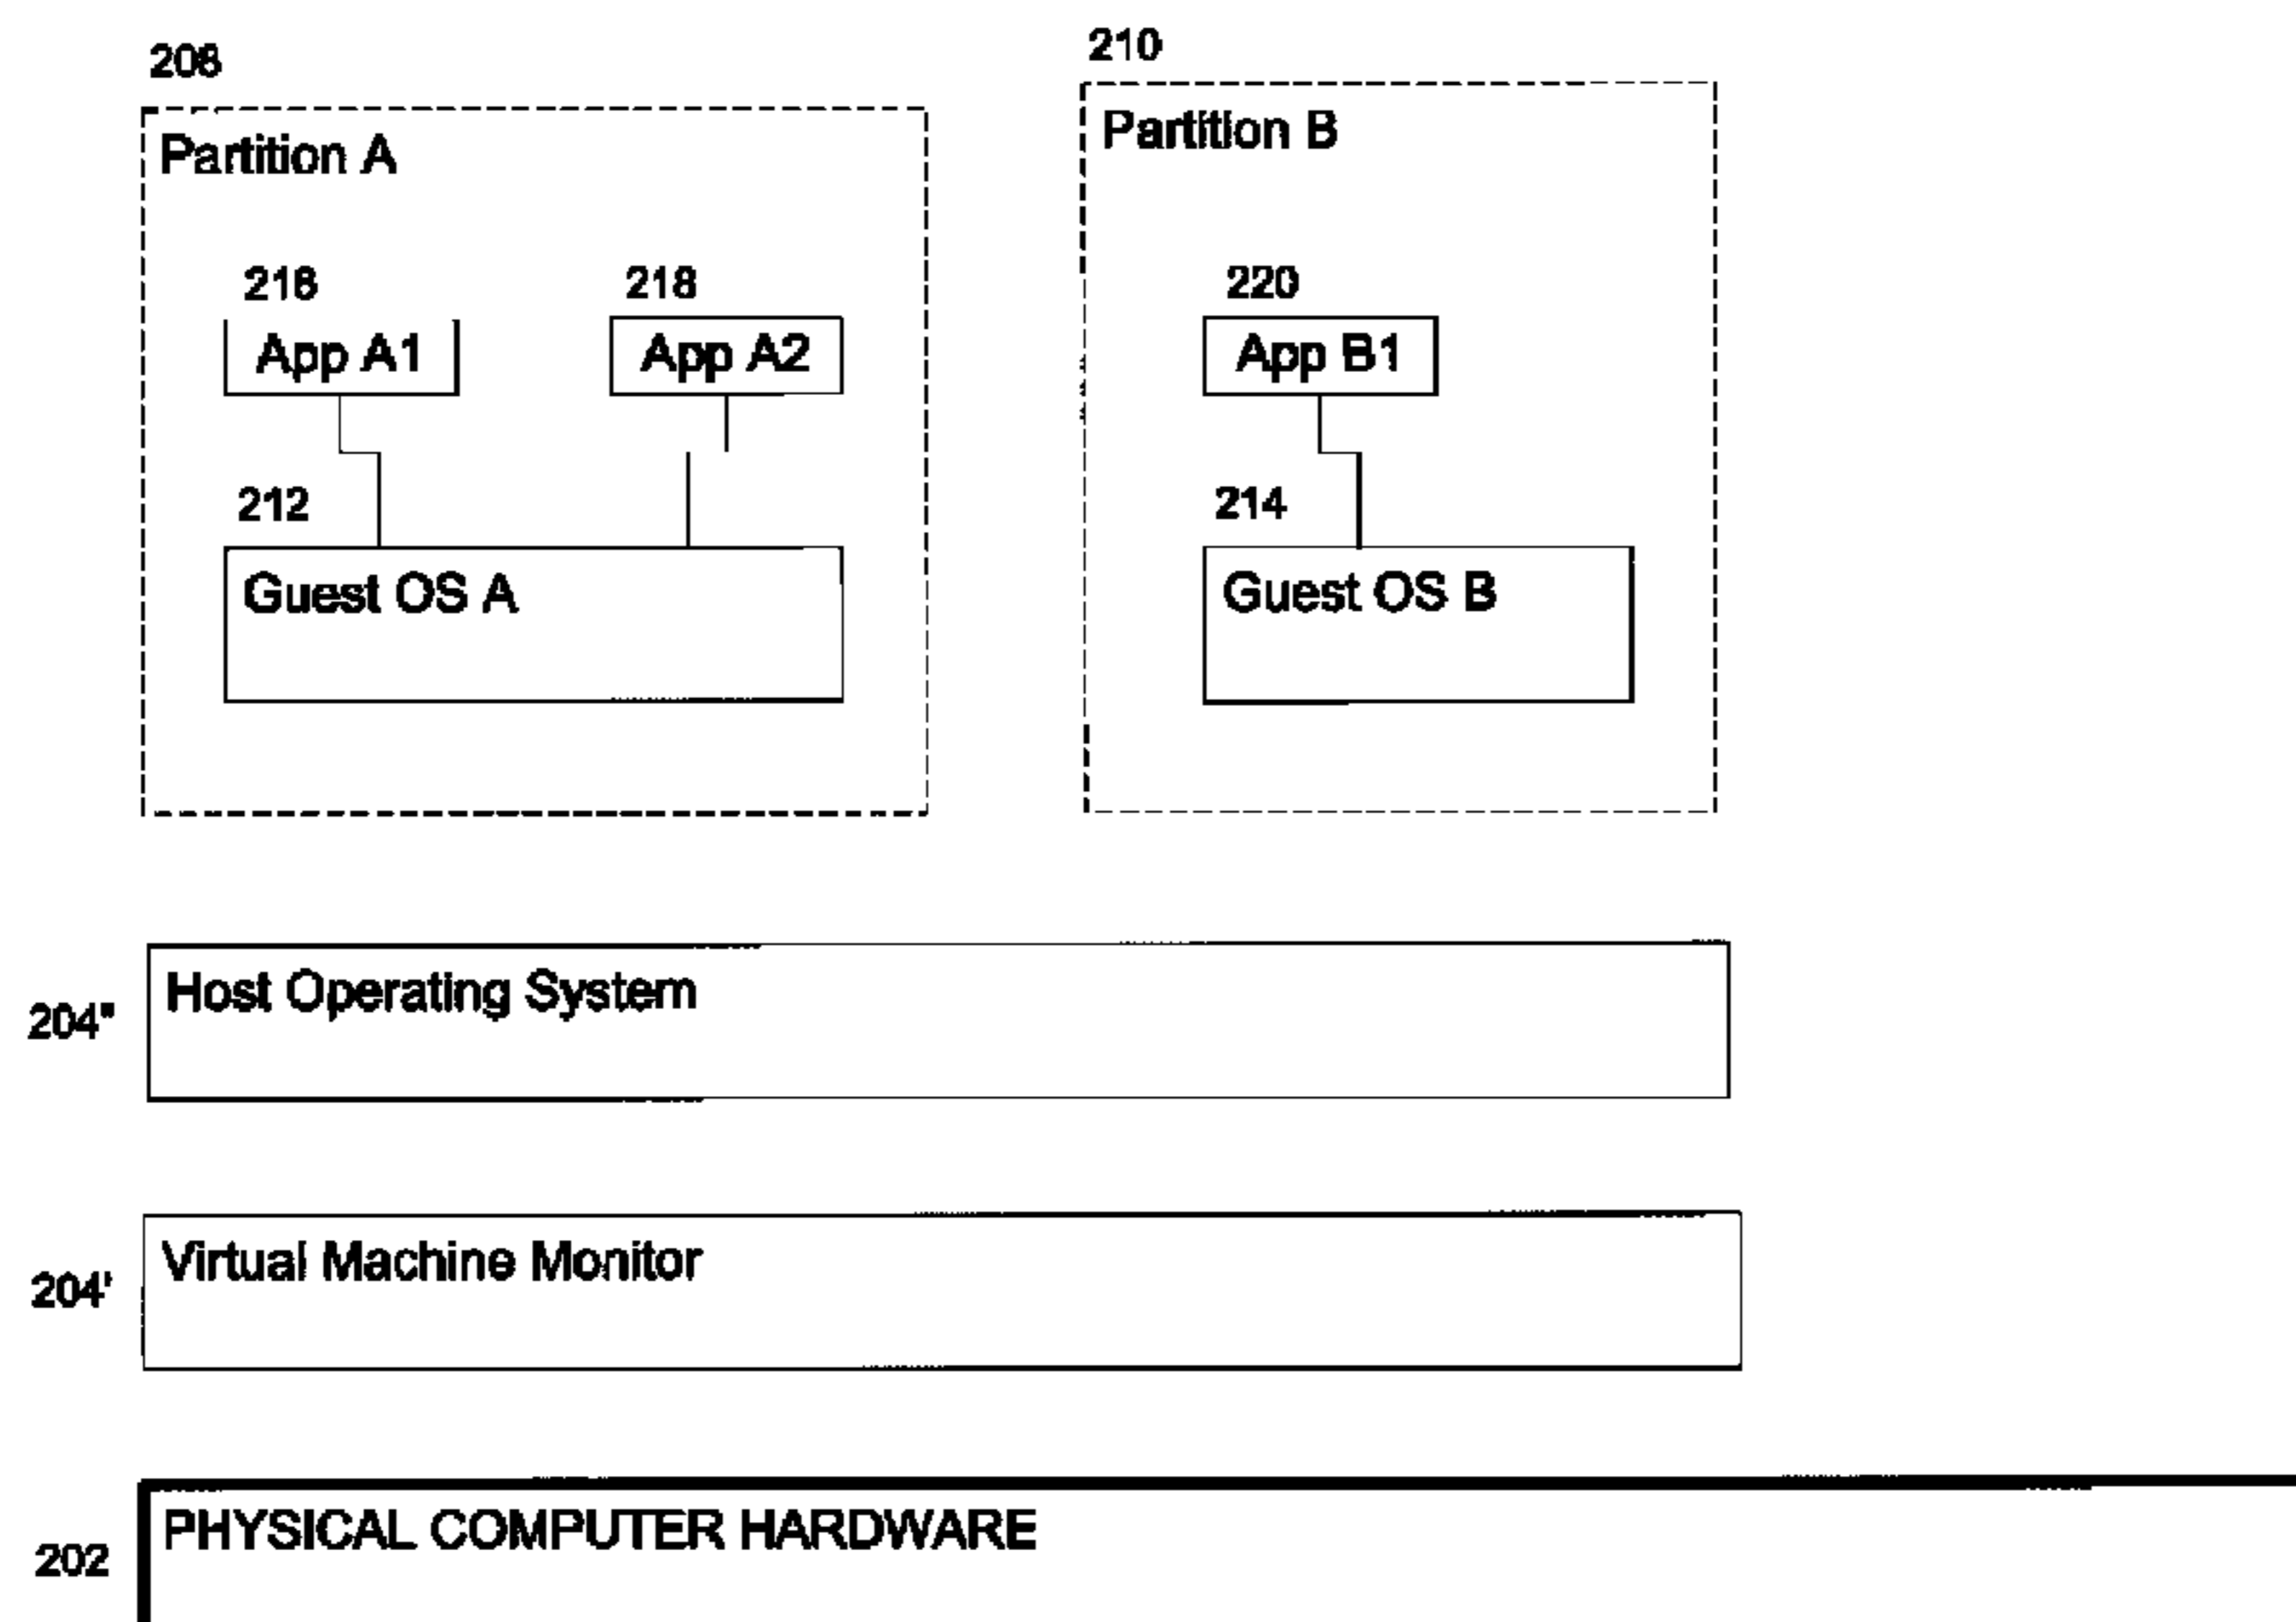 208
210
Partition A
Partition B
216
218
220
App A1
App A2
App B1
212
214
Guest OS A
Guest OS B
Host Operating System
204"
Virtual Machine Monitor
204'
PHYSICAL COMPUTER HARDWARE
202